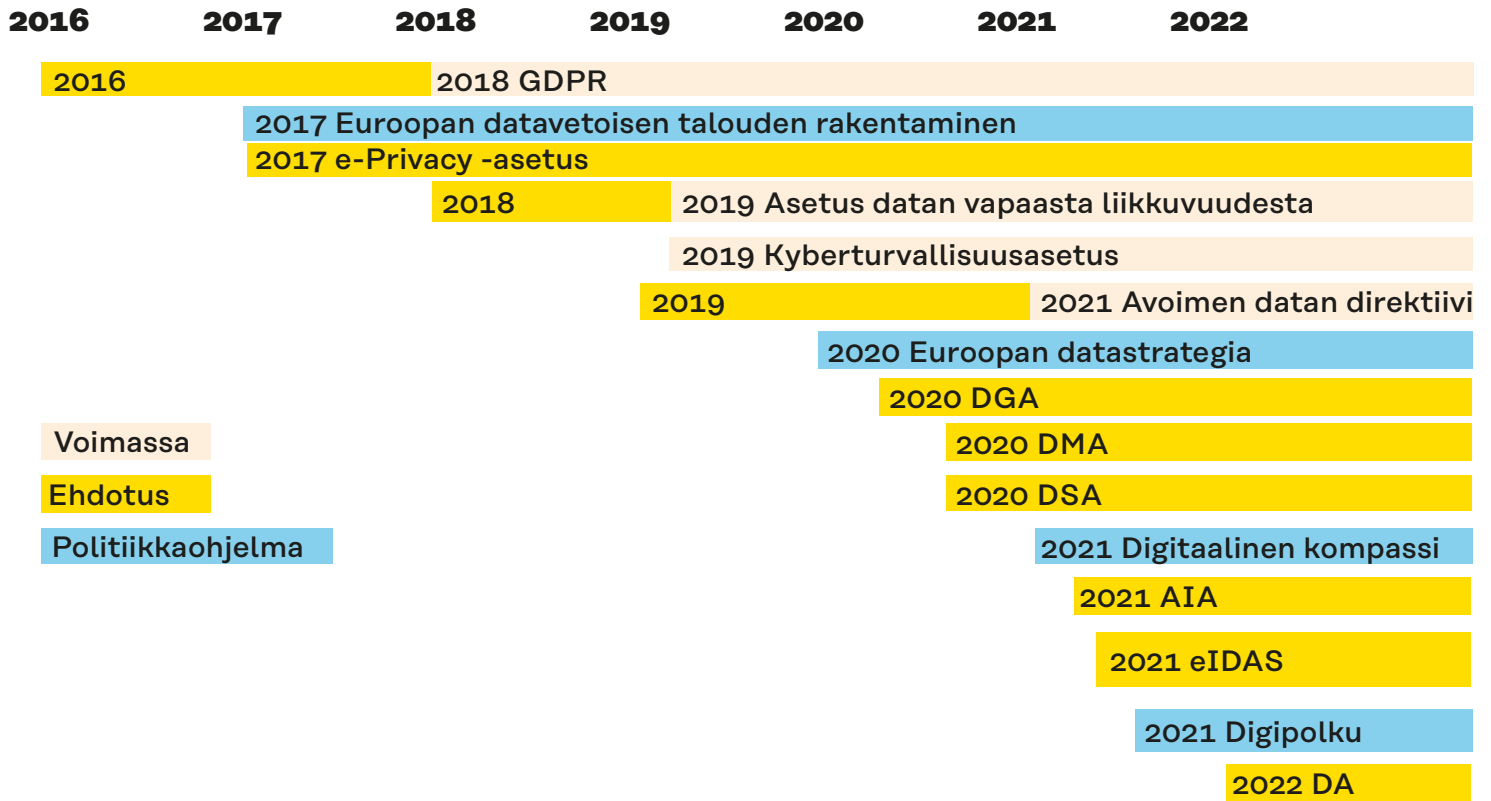 2016 2017 2018 2019 2020 2021 2022
2016 2018 GDPR
2017 Euroopan datavetoisen talouden rakentaminen
2017 e-Privacy -asetus
2018 2019 Asetus datan vapaasta liikkuvuudesta
2019 Kyberturvallisuusasetus
2019 2021 Avoimen datan direktiivi
2020 Euroopan datastrategia
2020 DGA
Voimassa 2020 DMA
Ehdotus 2020 DSA
Politiikkaohjelma 2021 Digitaalinen kompassi
2021 AIA
2021 eIDAS
2021 Digipolku
2022 DA